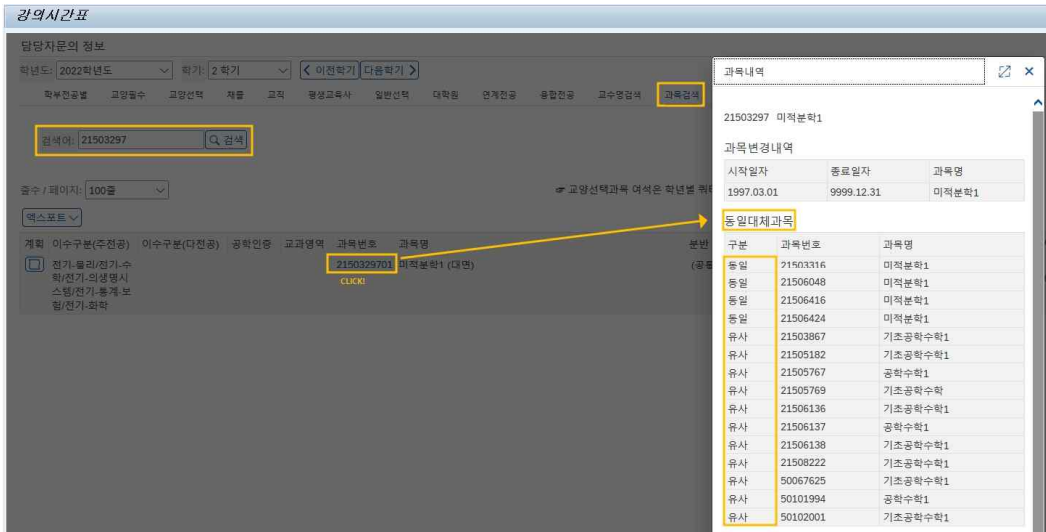 강의시간표
담당자문의 정보
학년도: 2022학년도 학기: 2 학기 이전학기 다음학기
학부전공별 교양필수 교양선택 채플 교직 평생교육사 일반선택 대학원 연계전공 융합전공 교수명검색 과목검색
검색어: 21503297 검색
줄수 / 페이지: 100줄 ☞ 교양선택과목 여석은 학년별 쿼터
엑스포트
계획 이수구분(주전공) 이수구분(다전공) 공학인증 교과영역 과목번호 과목명 분반
전기-물리/전기-수 2150329701 미적분학1 (대면) (공통
학/전기-의생명시 CLICK!
스템/전기-통계·보
험/전기-화학
과목내역
21503297 미적분학1
과목변경내역
시작일자 종료일자 과목명
1997.03.01 9999.12.31 미적분학1
동일대체과목
구분 과목번호 과목명
동일 21503316 미적분학1
동일 21506048 미적분학1
동일 21506416 미적분학1
동일 21506424 미적분학1
유사 21503867 기초공학수학1
유사 21505182 기초공학수학1
유사 21505767 공학수학1
유사 21505769 기초공학수학
유사 21506136 기초공학수학1
유사 21506137 공학수학1
유사 21506138 기초공학수학1
유사 21508222 기초공학수학1
유사 50067625 기초공학수학1
유사 50101994 공학수학1
유사 50102001 기초공학수학1